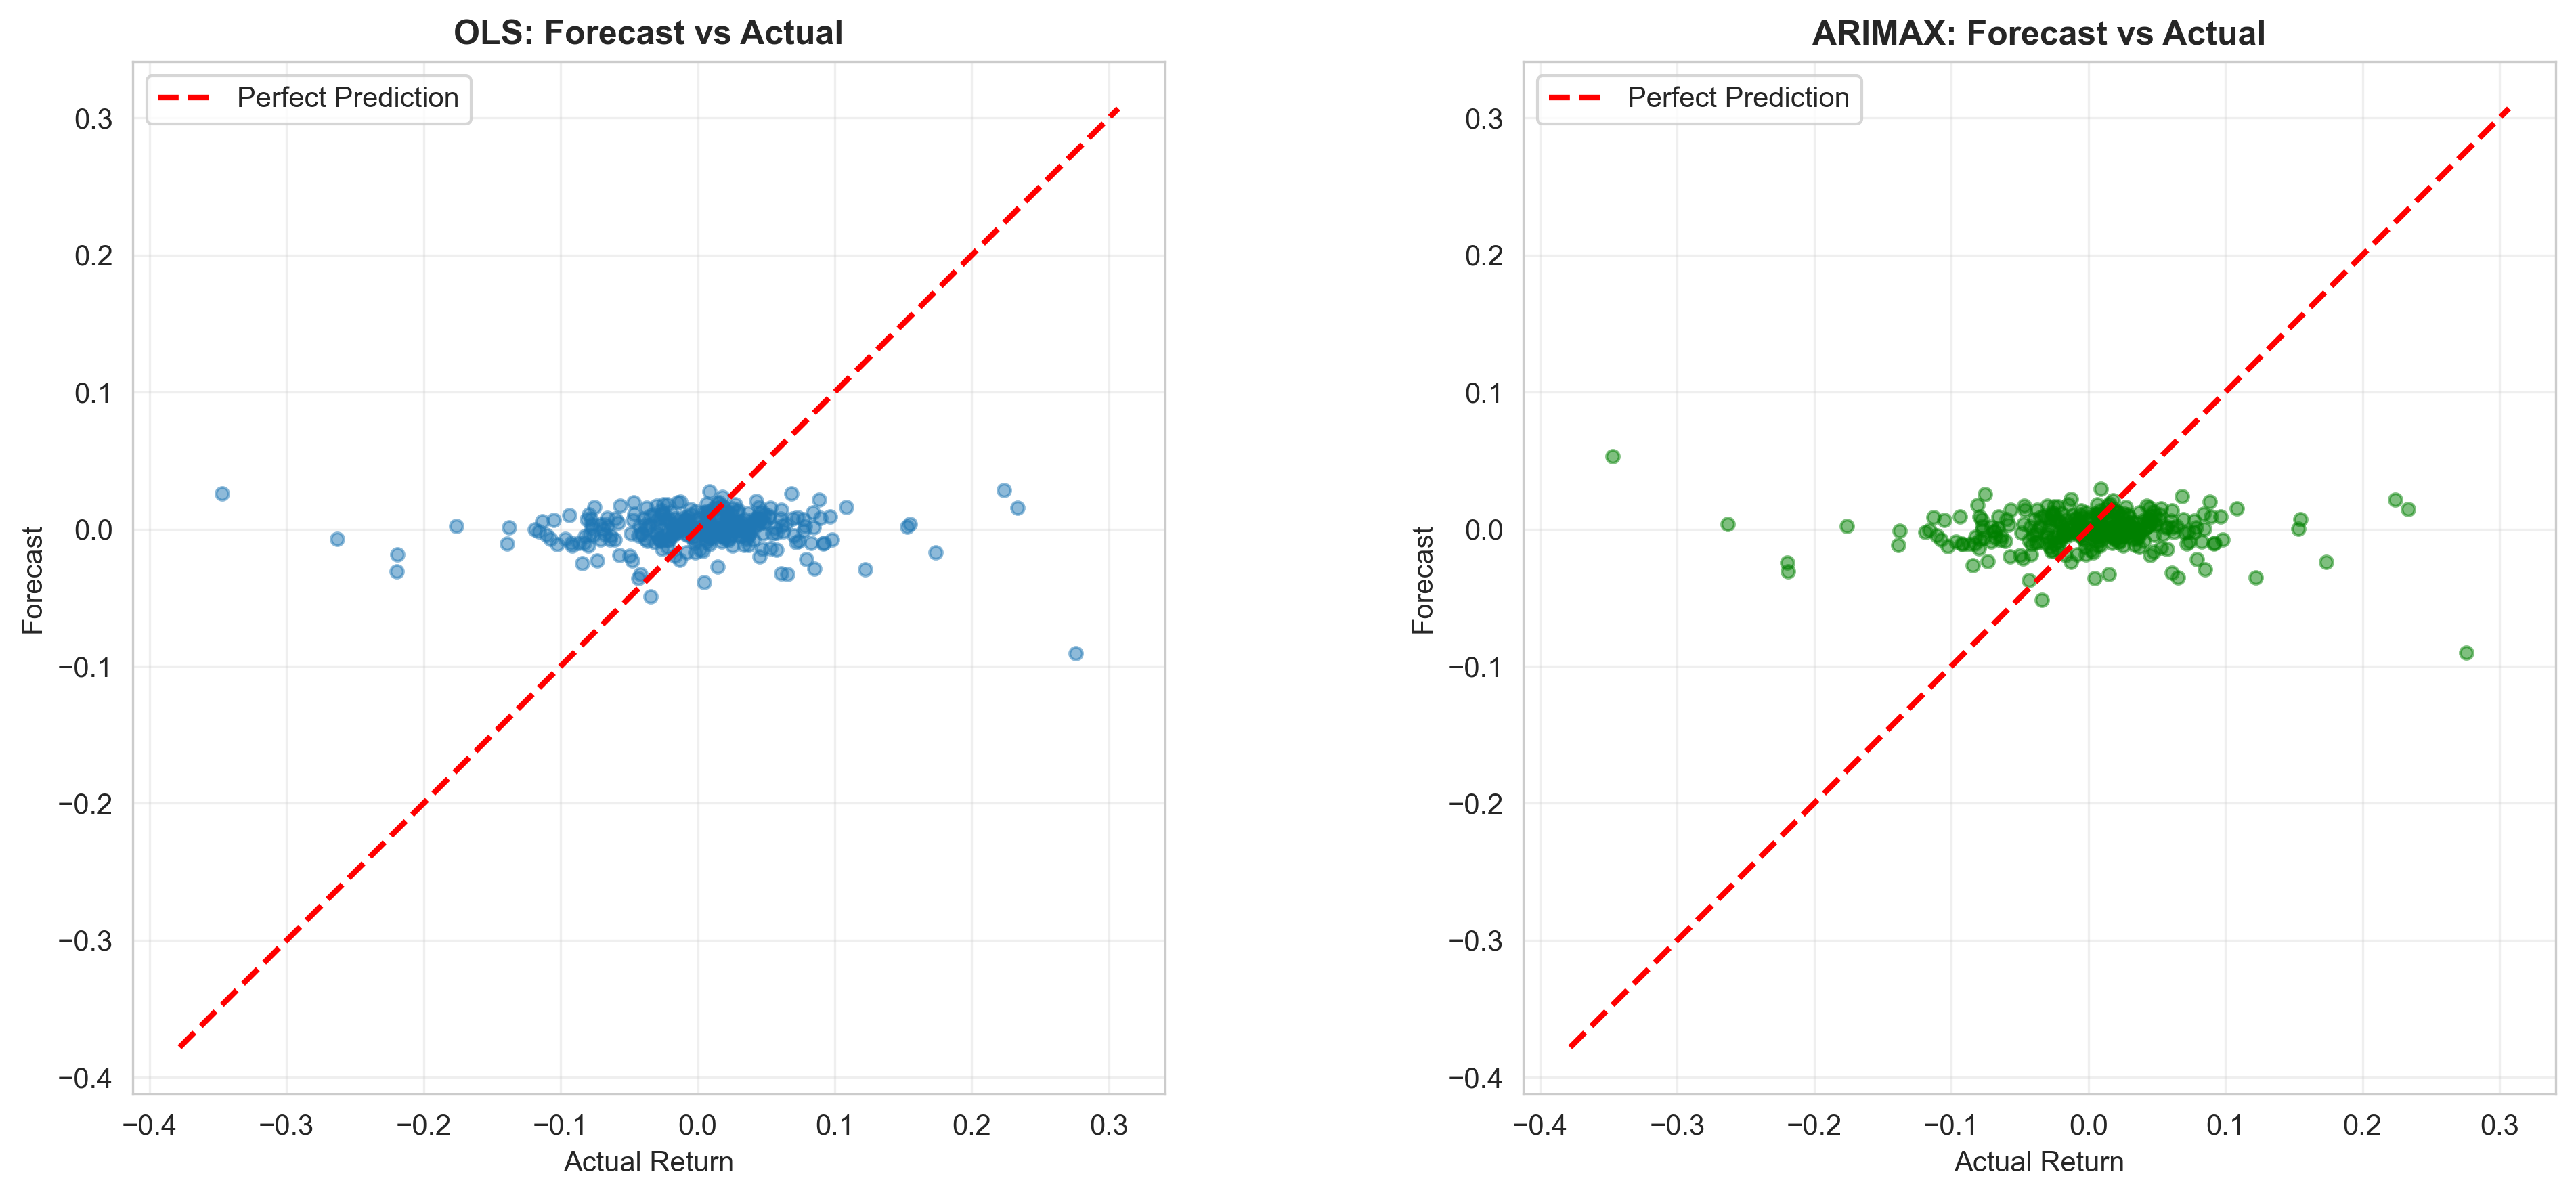 OLS: Forecast vs Actual
Perfect Prediction
0.3
0.2
0.1
0.0
−0.1
−0.2
−0.3
−0.4
Forecast
−0.4 −0.3 −0.2 −0.1 0.0 0.1 0.2 0.3
Actual Return
ARIMAX: Forecast vs Actual
Perfect Prediction
0.3
0.2
0.1
0.0
−0.1
−0.2
−0.3
−0.4
Forecast
−0.4 −0.3 −0.2 −0.1 0.0 0.1 0.2 0.3
Actual Return